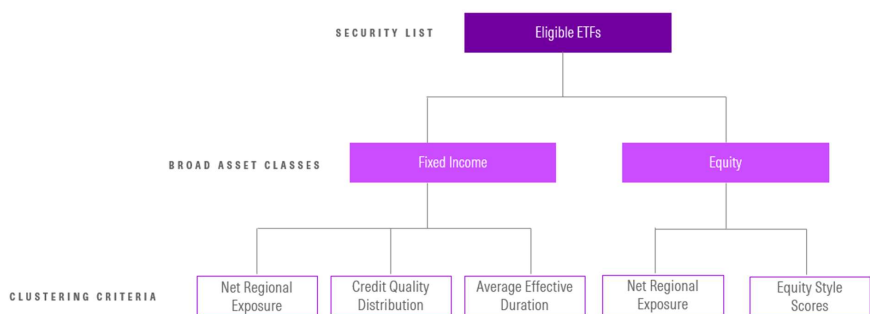 SECURITY LIST
Eligible ETFs
BROAD ASSET CLASSES
Fixed Income
Equity
CLUSTERING CRITERIA
Net Regional
Exposure
Credit Quality
Distribution
Average Effective
Duration
Net Regional
Exposure
Equity Style
Scores